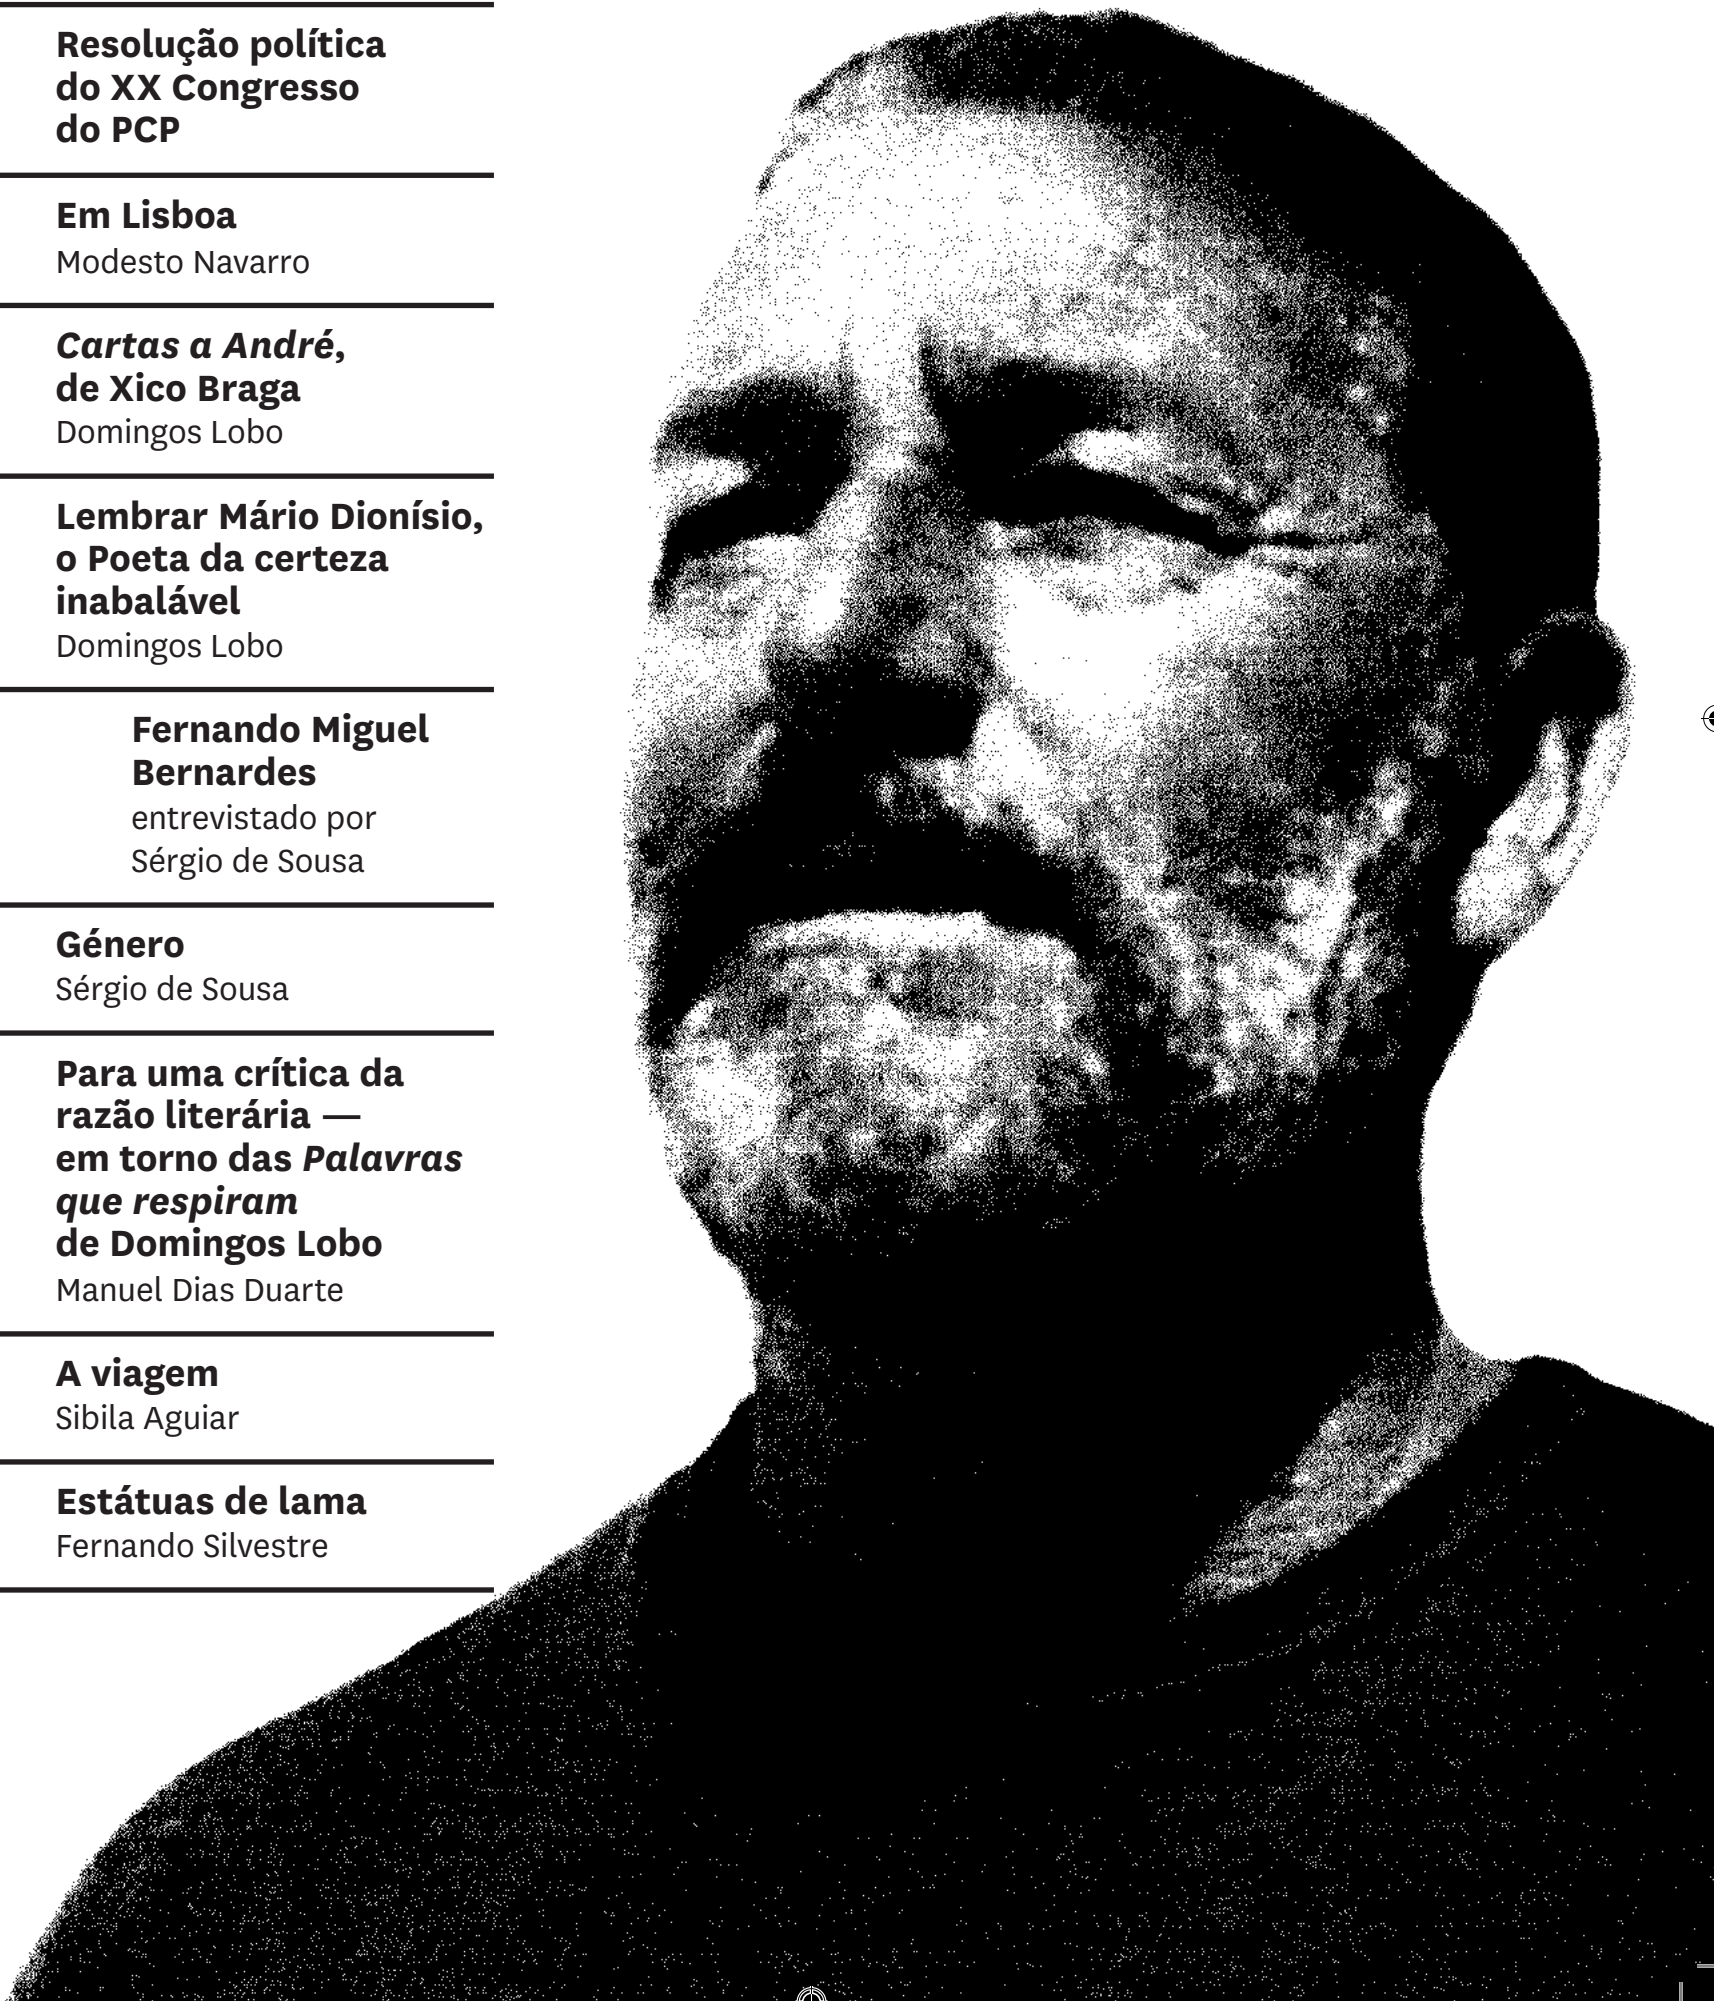 Resolução política
do XX Congresso
do PCP
Em Lisboa
Modesto Navarro
Cartas a André,
de Xico Braga
Domingos Lobo
Lembrar Mário Dionísio,
o Poeta da certeza
inabalável
Domingos Lobo
Fernando Miguel
Bernardes
entrevistado por
Sérgio de Sousa
Género
Sérgio de Sousa
Para uma crítica da
razão literária —
em torno das Palavras
que respiram
de Domingos Lobo
Manuel Dias Duarte
A viagem
Sibila Aguiar
Estátuas de lama
Fernando Silvestre